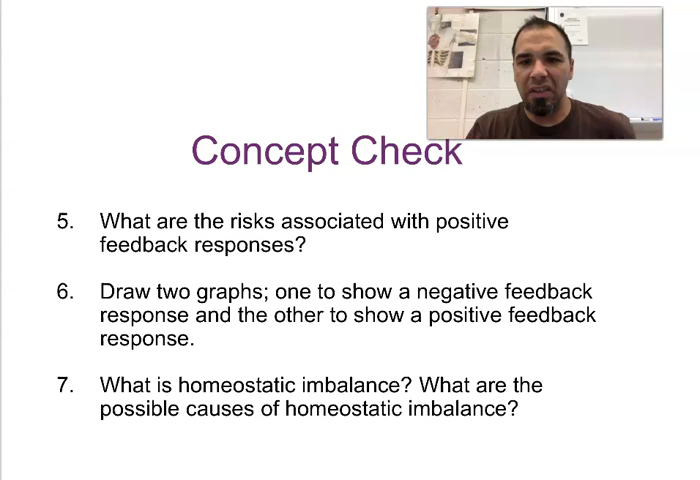 Concept Check
5. What are the risks associated with positive
feedback responses?
6. Draw two graphs; one to show a negative feedback
response and the other to show a positive feedback
response.
7. What is homeostatic imbalance? What are the
possible causes of homeostatic imbalance?